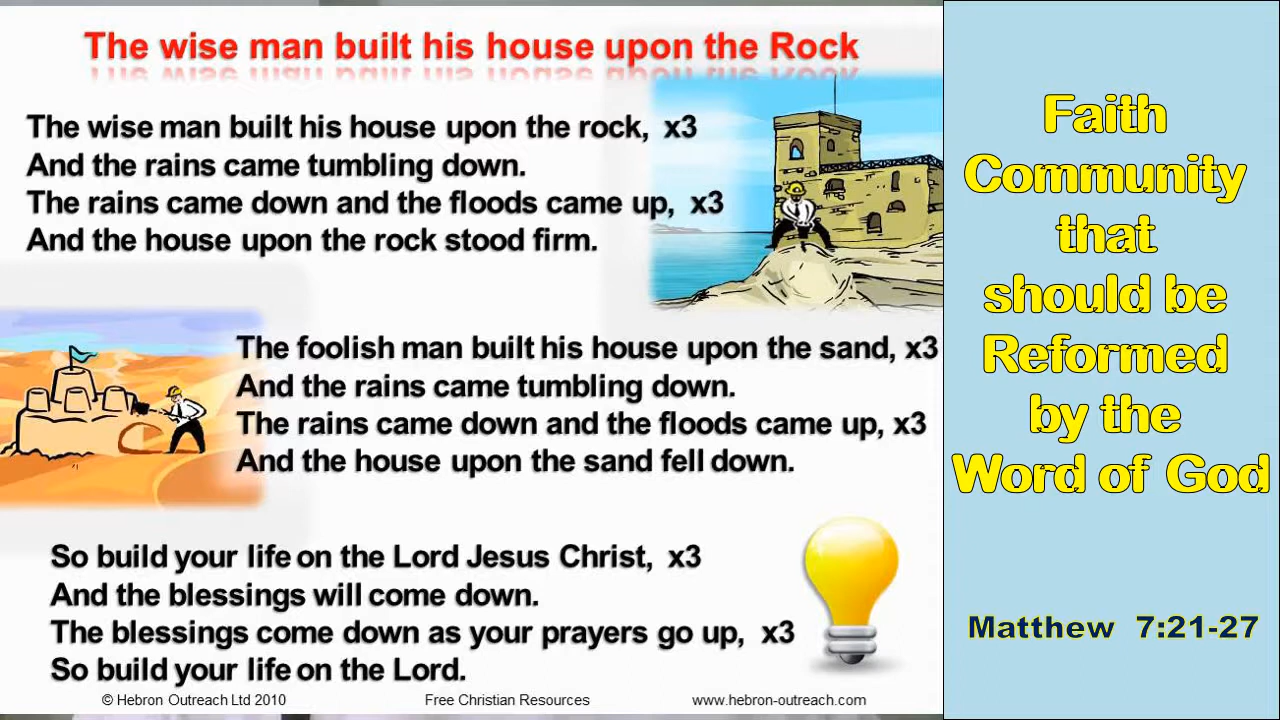 The wise man built his house upon the Rock
The wise man built his house upon the rock, x3
And the rains came tumbling down.
The rains came down and the floods came up, x3
And the house upon the rock stood firm.
The foolish man built his house upon the sand, x3
And the rains came tumbling down.
The rains came down and the floods came up, x3
And the house upon the sand fell down.
So build your life on the Lord Jesus Christ, x3
And the blessings will come down.
The blessings come down as your prayers go up, x3
So build your life on the Lord.
© Hebron Outreach Ltd 2010 Free Christian Resources www.hebron-outreach.com
Faith
Community
that
should be
Reformed
by the
Word of God
Matthew 7:21-27